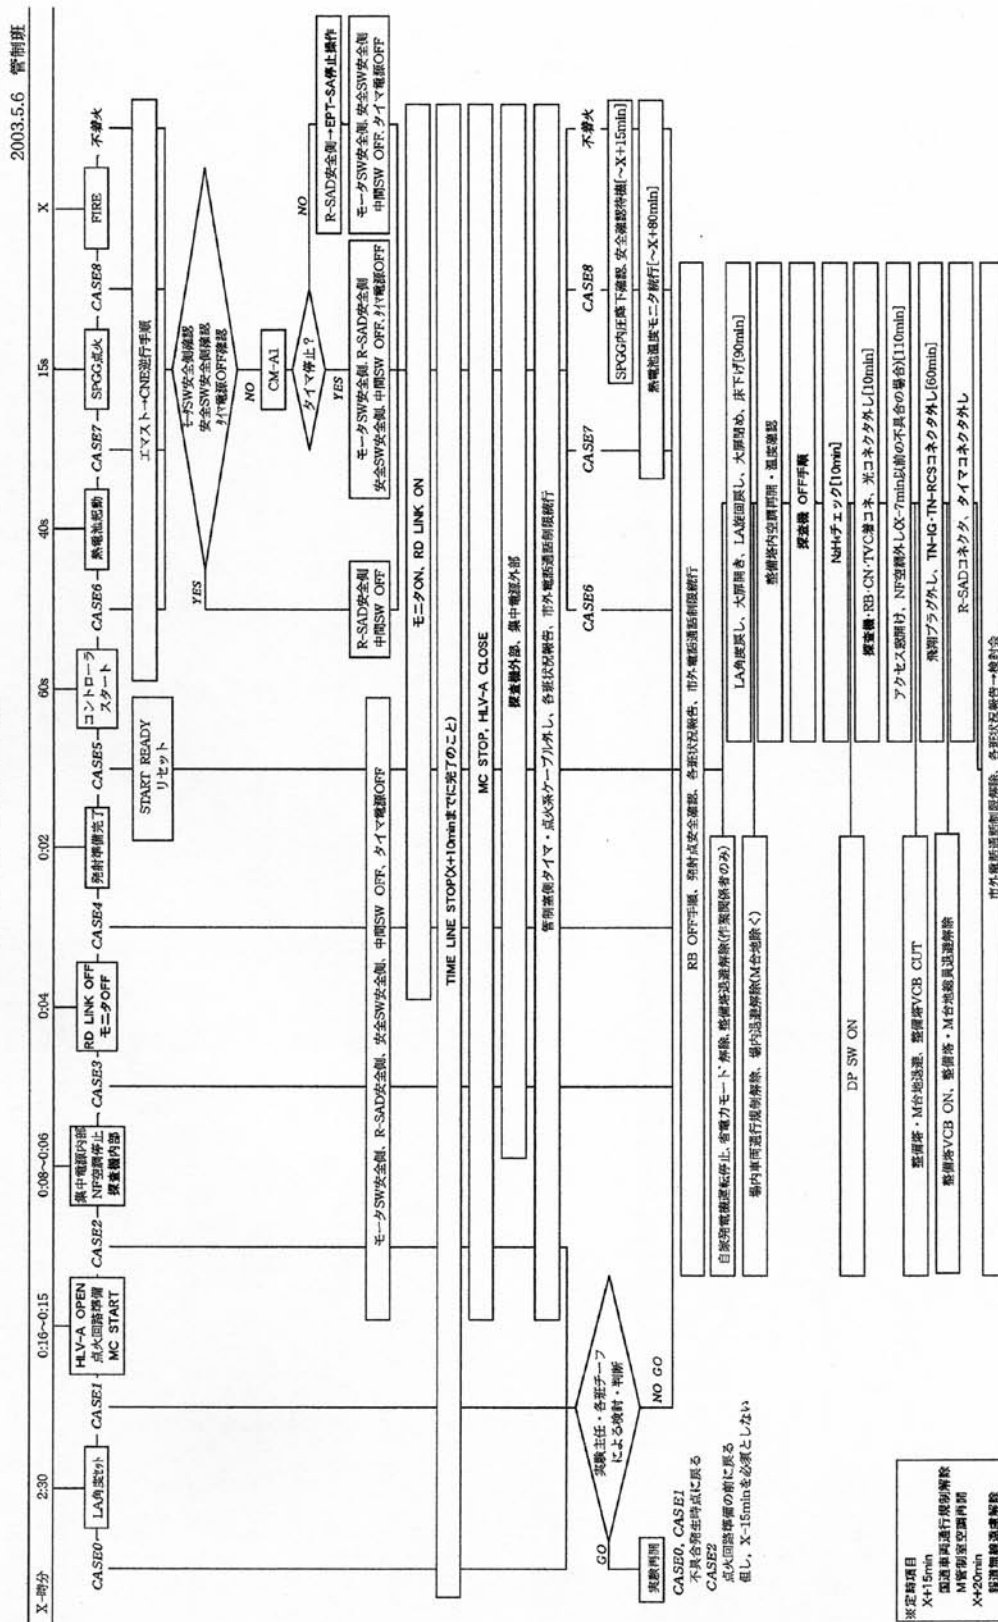 2003.5.6 管制班
X-時分
2:30
0:16~0:15
0:08~0:06
0:04
0:02
60s
40s
15s
X
CASE0
LA角度セット
CASE1
HLV-A OPEN
点火回路準備
MC START
CASE2
集中電源内部
NF空調停止
探査機内部
CASE3
RD LINK OFF
モニタOFF
CASE4
発射準備完了
CASE5
コントローラ
スタート
CASE6
熱電池起動
CASE7
SPGG点火
CASE8
FIRE
不着火
START READY
リセット
エマスト→CNE逆行手順
モータSW安全側確認
安全SW安全側確認
タイマ電源OFF確認
YES
NO
CM-A1
タイマ停止?
NO
YES
R-SAD安全側→EPT-SA停止操作
モータSW安全側、R-SAD安全側、安全SW安全側、中間SW OFF、タイマ電源OFF
R-SAD安全側
中間SW OFF
モータSW安全側、R-SAD安全側
安全SW安全側、中間SW OFF、タイマ電源OFF
モータSW安全側、安全SW安全側
中間SW OFF、タイマ電源OFF
モニタON、RD LINK ON
TIME LINE STOP(X+10minまでに完了のこと)
MC STOP, HLV-A CLOSE
探査機外部、集中電源外部
管制室側タイマ・点火系ケーブル外し、各班状況報告、市外電話通話制限続行
実験主任・各班チーフ
による検討・判断
GO
NO GO
実験再開
CASE0, CASE1
不具合発生時点に戻る
CASE2
点火回路準備の前に戻る
但し、X-15minを必須としない
CASE6
CASE7
CASE8
不着火
SPGG内圧降下確認、安全確認待機[~X+15min]
熱電池温度モニタ続行[~X+80min]
RB OFF手順、発射点安全確認、各班状況報告、市外電話通話制限続行
自家発電機運転停止、省電力モード解除、整備塔退避解除(作業関係者のみ)
LA角度戻し、大扉開き、LA旋回戻し、大扉閉め、床下げ[90min]
場内車両通行規制解除、場内退避解除(M台地除く)
整備塔内空調再開・温度確認
探査機 OFF手順
N₂H₄チェック[10min]
DP SW ON
探査機・RB・CN・TVC層コネ、光コネクタ外し[10min]
アクセス窓開け、NF空調外し(X-7min以前の不具合の場合)[110min]
整備塔・M台地退避、整備塔VCB CUT
飛翔プラグ外し、TN-IG・TN-RCSコネクタ外し[60min]
整備塔VCB ON、整備塔・M台地総員退避解除
R-SADコネクタ、タイマコネクタ外し
市外電話通話制限解除、各班状況報告→検討会
※定時項目
X+15min
国道車両通行規制解除
M管制室空調再開
X+20min
報道無線遠慮解除